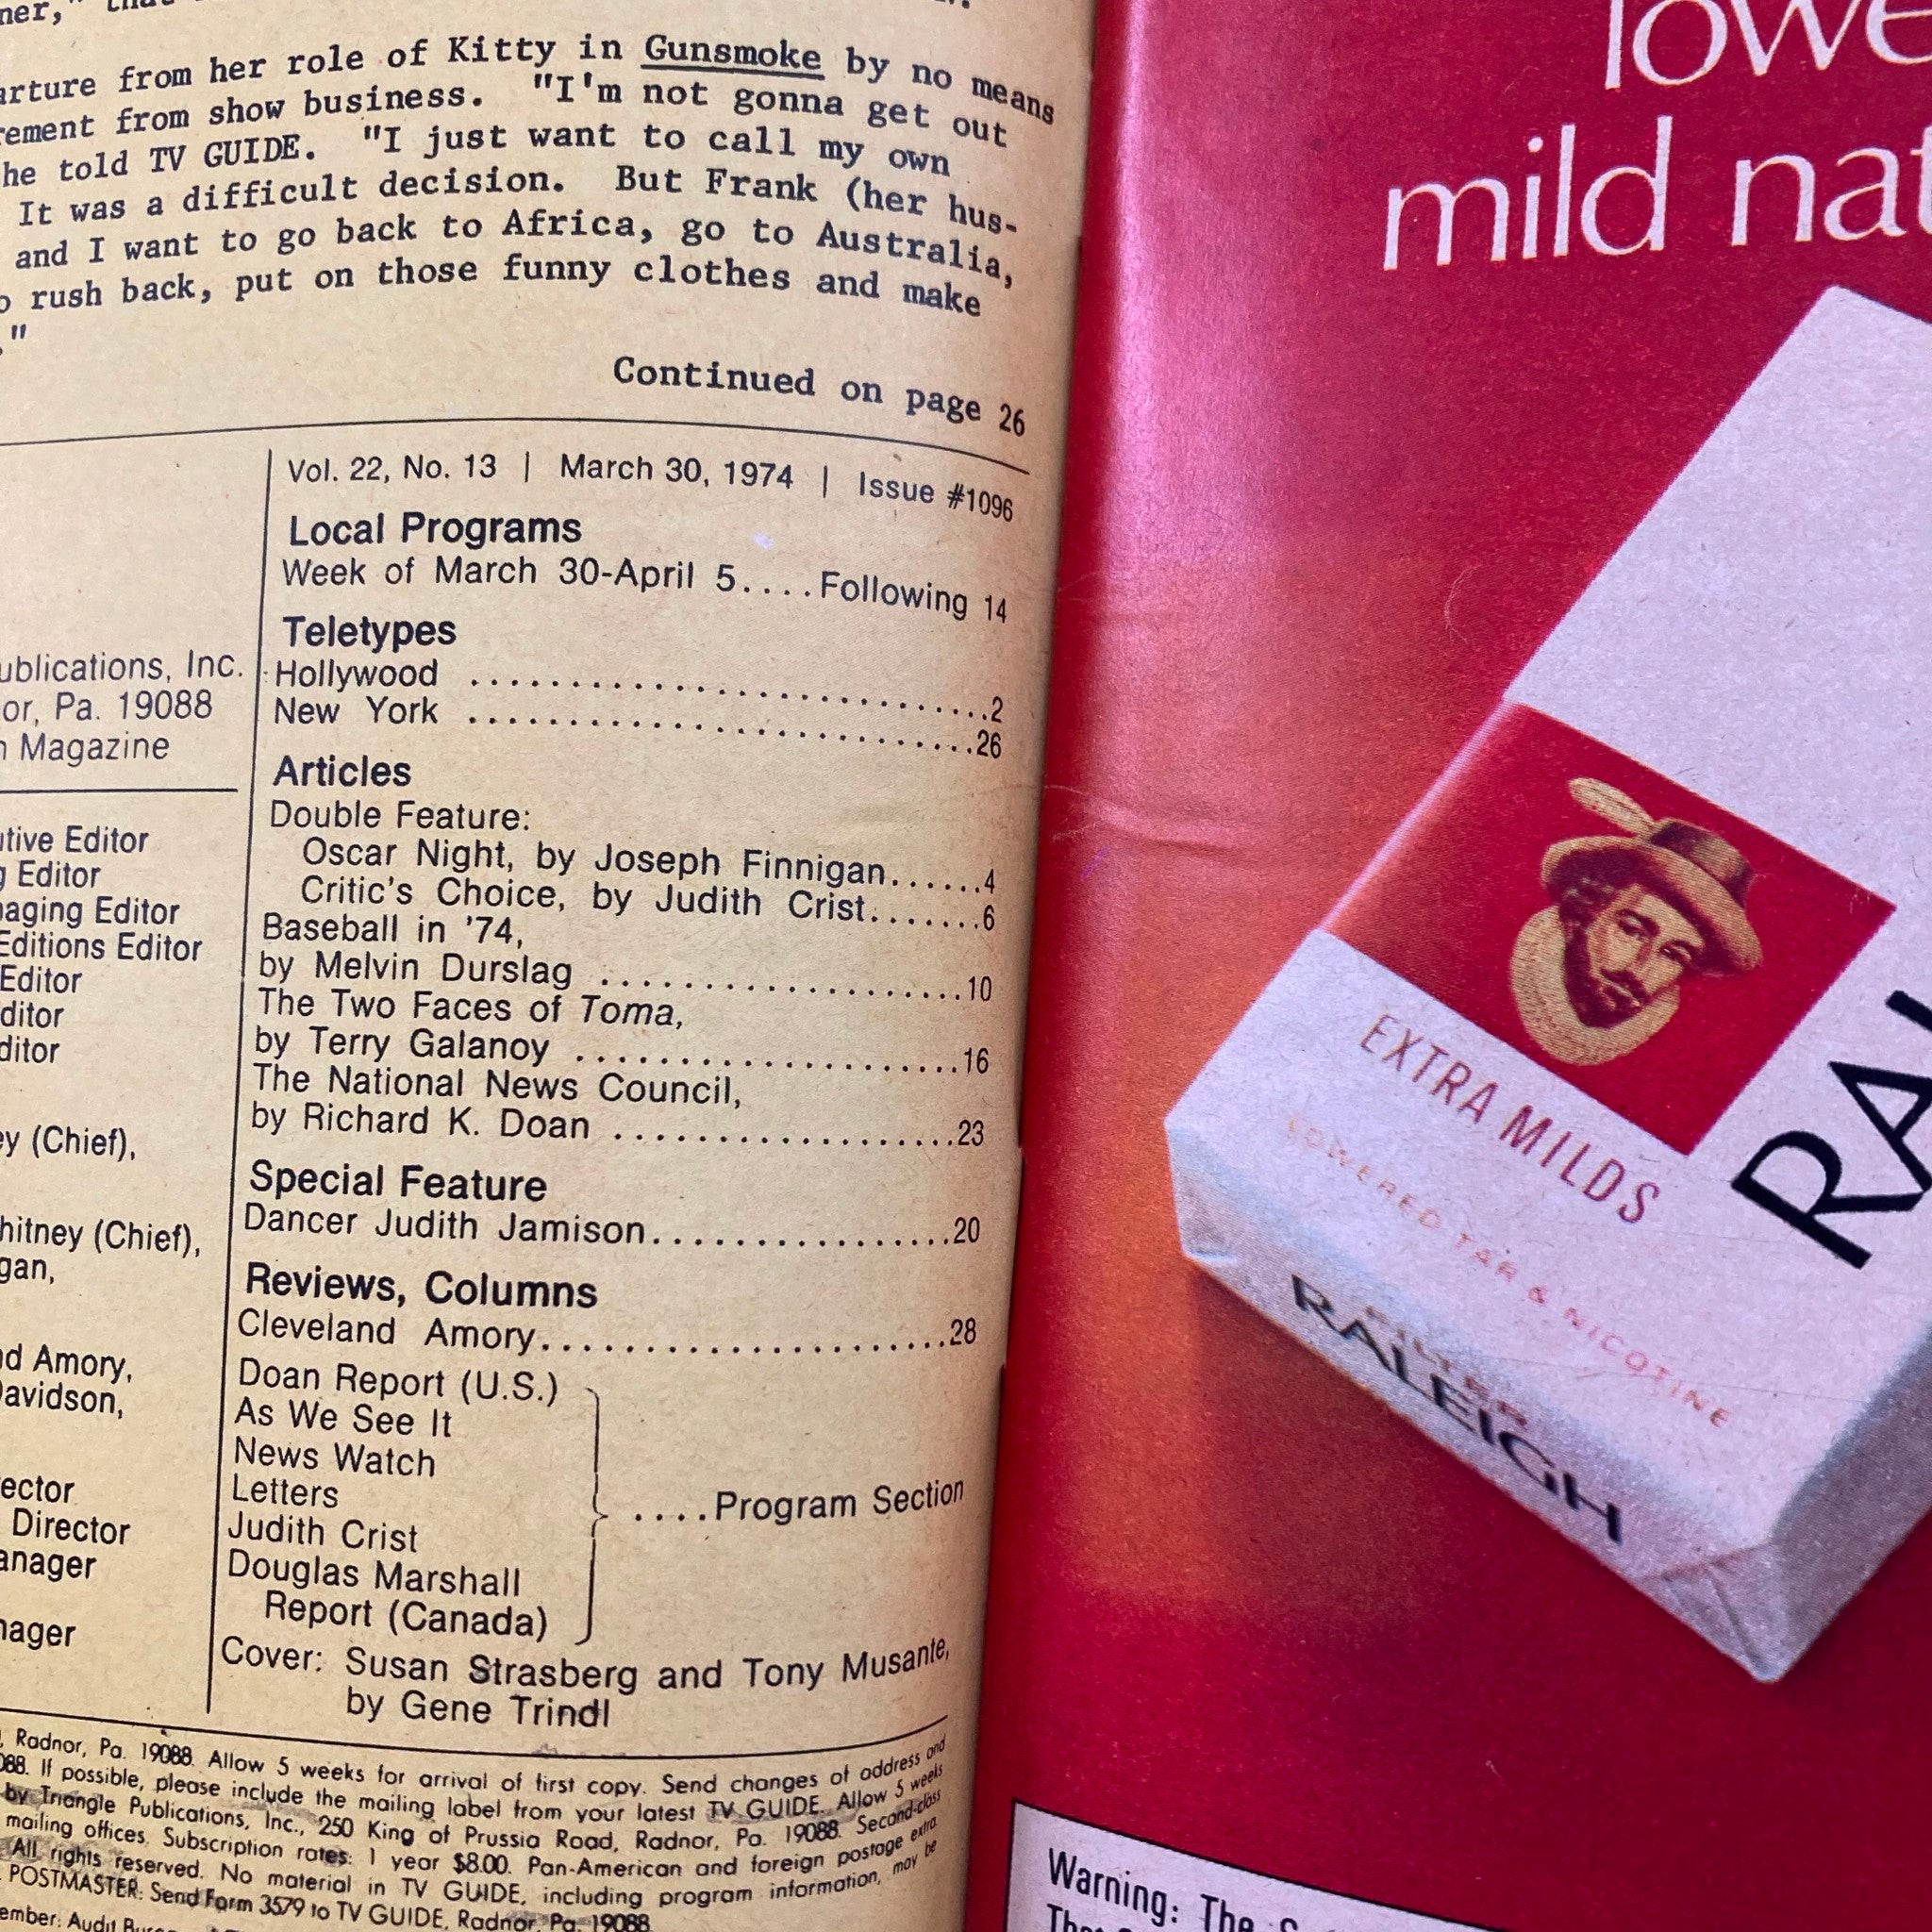 arture from her role of Kitty in Gunsmoke by no means
rement from show business. "I'm not gonna get out
he told TV GUIDE. "I just want to call my own
It was a difficult decision. But Frank (her hus-
and I want to go back to Africa, go to Australia,
o rush back, put on those funny clothes and make
."
Continued on page 26
Vol. 22, No. 13 | March 30, 1974 | Issue #1096
Local Programs
Week of March 30-April 5....Following 14
Teletypes
Hollywood ..........................2
New York ..........................26
Articles
Double Feature:
Oscar Night, by Joseph Finnigan......4
Critic's Choice, by Judith Crist.......6
Baseball in '74,
by Melvin Durslag ...................10
The Two Faces of Toma,
by Terry Galanoy ....................16
The National News Council,
by Richard K. Doan ..................23
Special Feature
Dancer Judith Jamison.................20
Reviews, Columns
Cleveland Amory......................28
Doan Report (U.S.)
As We See It
News Watch
Letters
Judith Crist
Douglas Marshall
Report (Canada)
....Program Section
Cover: Susan Strasberg and Tony Musante,
by Gene Trindl
ublications, Inc.
or, Pa. 19088
n Magazine
utive Editor
g Editor
naging Editor
Editions Editor
Editor
ditor
ditor
ey (Chief),
hitney (Chief),
gan,
nd Amory,
Davidson,
rector
Director
anager
nager
, Radnor, Pa. 19088. Allow 5 weeks for arrival of first copy. Send changes of address and
088. If possible, please include the mailing label from your latest TV GUIDE. Allow 5 weeks
by Triangle Publications, Inc., 250 King of Prussia Road, Radnor, Pa. 19088. Second-class
mailing offices. Subscription rates: 1 year $8.00. Pan-American and foreign postage extra.
All rights reserved. No material in TV GUIDE, including program information, may be
POSTMASTER: Send Form 3579 to TV GUIDE, Radnor, Pa. 19088.
ember: Audit
lowe
mild nat
RAL
EXTRA MILDS
LOWERED TAR & NICOTINE
FILTER
RALEIGH
Warning: The S
That